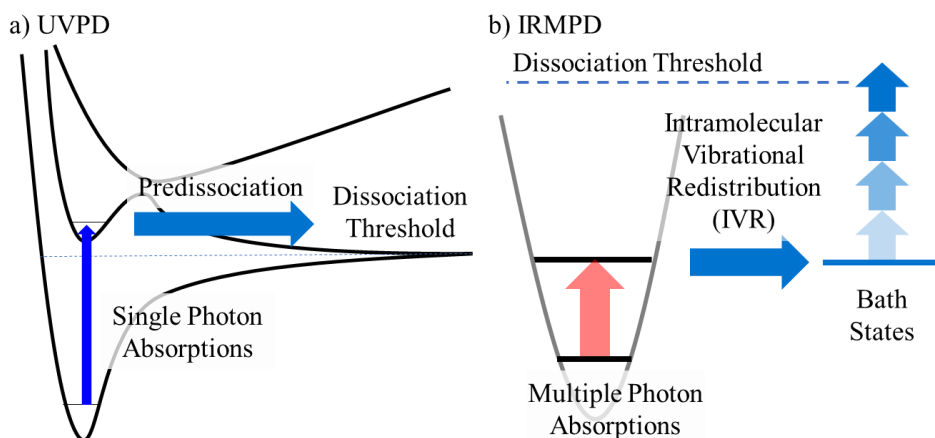 a) UVPD
Predissociation
Dissociation
Threshold
Single Photon
Absorptions
b) IRMPD
Dissociation Threshold
Intramolecular
Vibrational
Redistribution
(IVR)
Bath
States
Multiple Photon
Absorptions